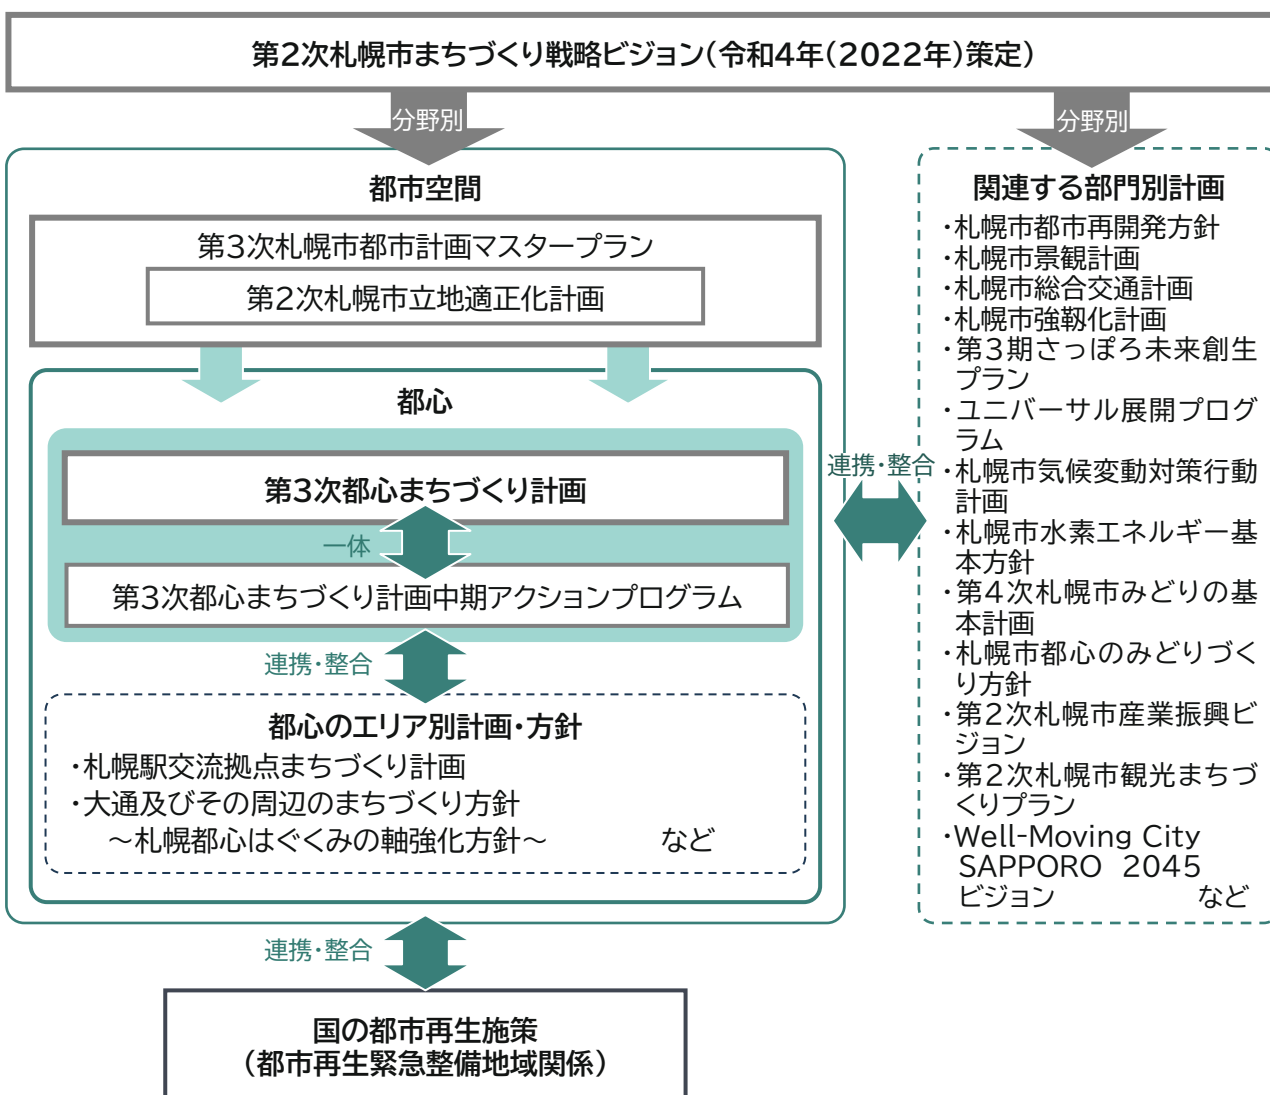 第2次札幌市まちづくり戦略ビジョン(令和4年(2022年)策定)
分野別
分野別
都市空間
第3次札幌市都市計画マスタープラン
第2次札幌市立地適正化計画
都心
第3次都心まちづくり計画
一体
第3次都心まちづくり計画中期アクションプログラム
連携・整合
都心のエリア別計画・方針
・札幌駅交流拠点まちづくり計画
・大通及びその周辺のまちづくり方針
～札幌都心はぐくみの軸強化方針～ など
連携・整合
関連する部門別計画
・札幌市都市再開発方針
・札幌市景観計画
・札幌市総合交通計画
・札幌市強靱化計画
・第3期さっぽろ未来創生
プラン
・ユニバーサル展開プログ
ラム
・札幌市気候変動対策行動
計画
・札幌市水素エネルギー基
本方針
・第4次札幌市みどりの基
本計画
・札幌市都心のみどりづく
り方針
・第2次札幌市産業振興ビ
ジョン
・第2次札幌市観光まちづ
くりプラン
・Well-Moving City
SAPPORO 2045
ビジョン など
連携・整合
国の都市再生施策
(都市再生緊急整備地域関係)